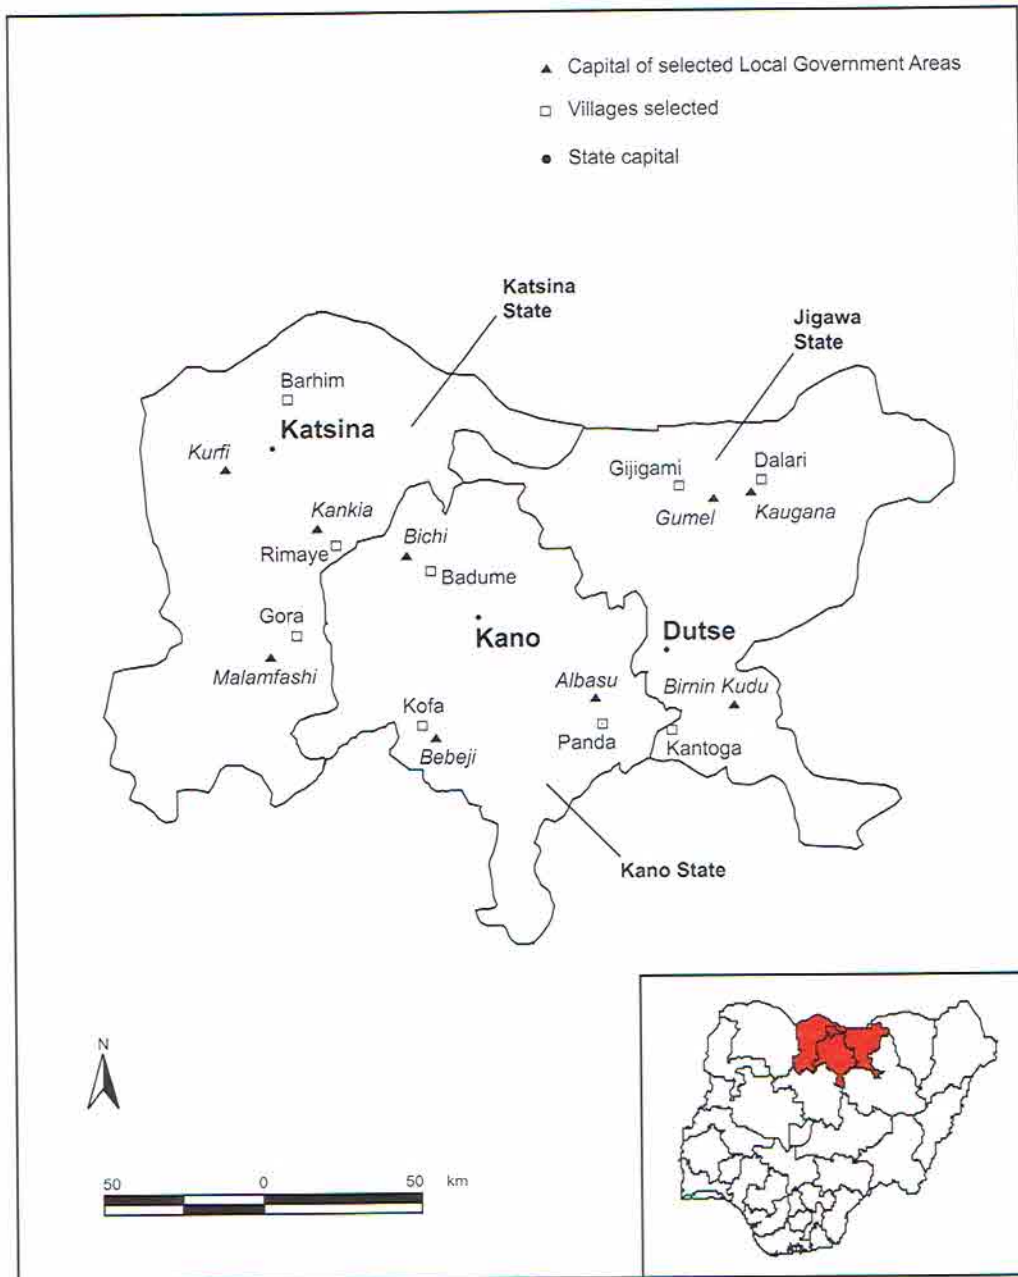 Capital of selected Local Government Areas
Villages selected
State capital
Katsina
State
Jigawa
State
Barhim
Katsina
Kurfi
Gijigami
Dalari
Gumel
Kaugana
Kankia
Rimaye
Bichi
Badume
Gora
Malamfashi
Kano
Dutse
Albasu
Birnin Kudu
Kofa
Bebeji
Panda
Kantoga
Kano State
N
50 0 50 km